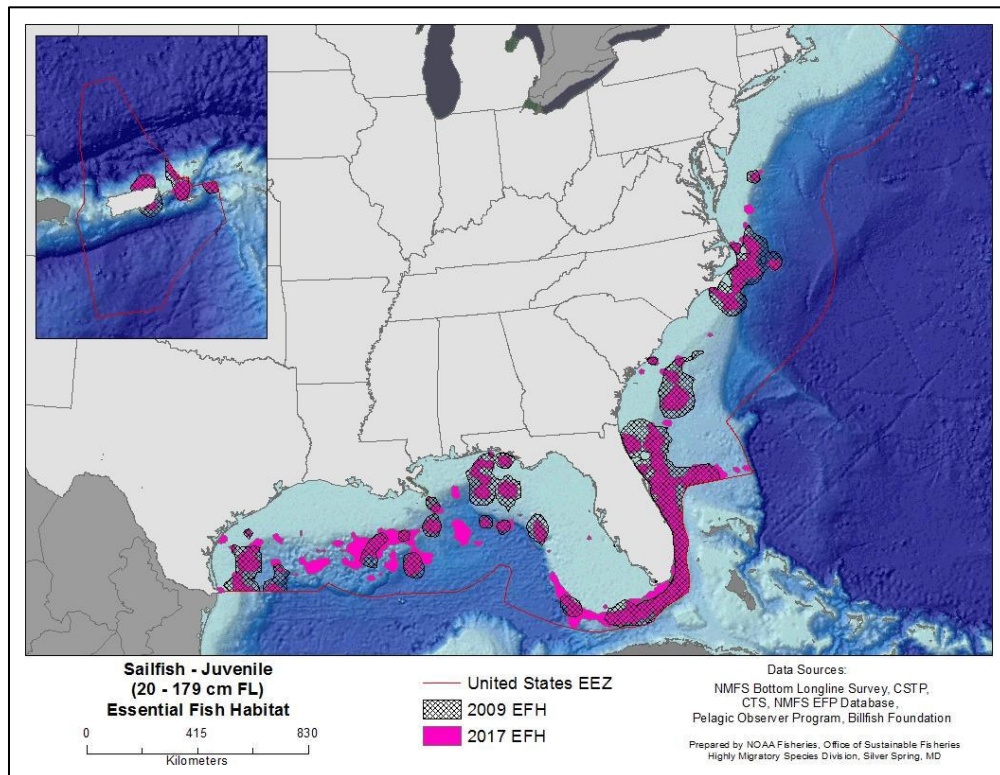 Sailfish - Juvenile
(20 - 179 cm FL)
Essential Fish Habitat
0 415 830
Kilometers
United States EEZ
2009 EFH
2017 EFH
Data Sources:
NMFS Bottom Longline Survey, CSTP,
CTS, NMFS EFP Database,
Pelagic Observer Program, Billfish Foundation
Prepared by NOAA Fisheries, Office of Sustainable Fisheries
Highly Migratory Species Division, Silver Spring, MD